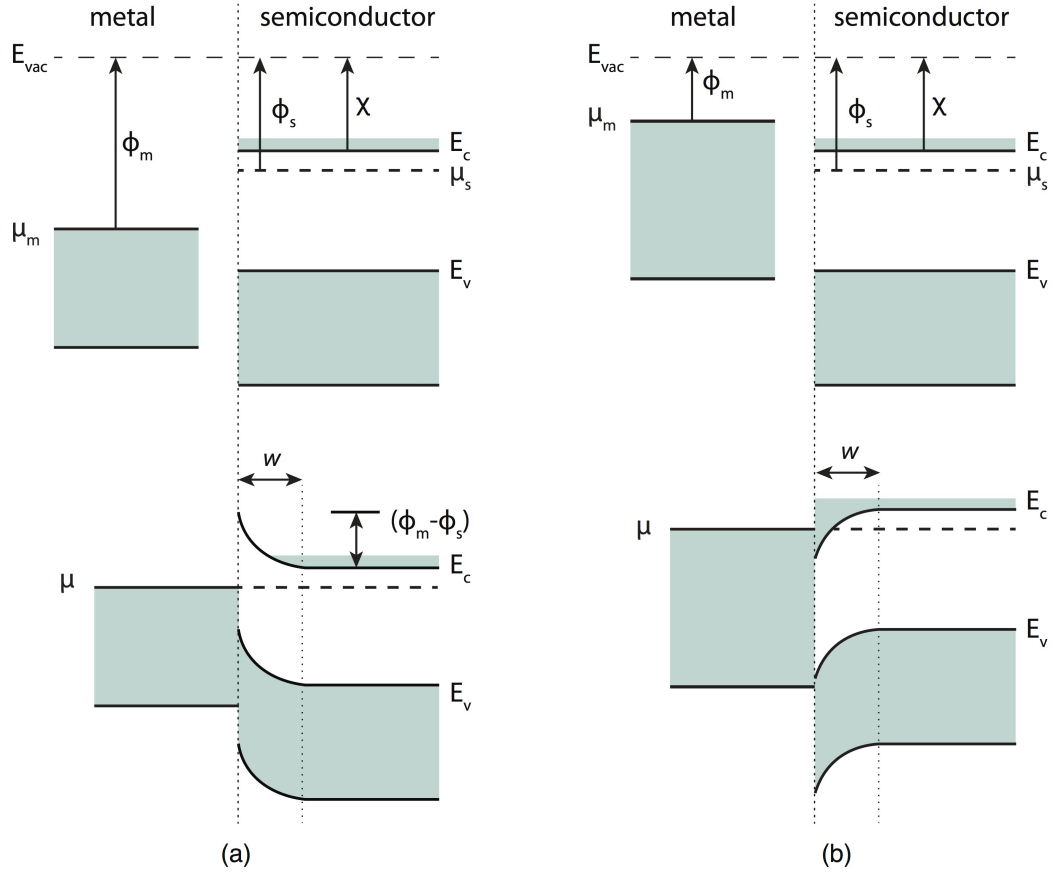 metal
semiconductor
E_vac
ϕ_m
ϕ_s
χ
E_c
μ_s
μ_m
E_v
w
(ϕ_m-ϕ_s)
E_c
μ
E_v
(a)
metal
semiconductor
E_vac
ϕ_m
μ_m
ϕ_s
χ
E_c
μ_s
E_v
w
E_c
μ
E_v
(b)